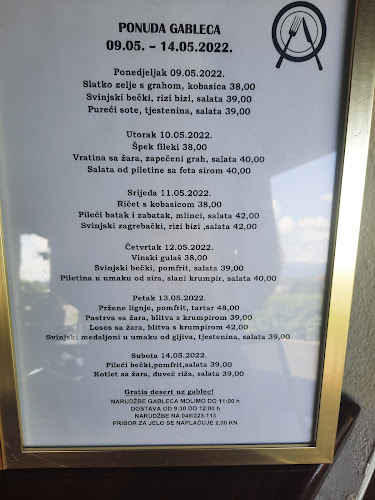 PONUDA GABLECA
09.05. – 14.05.2022.
Ponedjeljak 09.05.2022.
Slatko zelje s grahom, kobasica 38,00
Svinjski bečki, rizi bizi, salata 39,00
Pureći sote, tjestenina, salata 39,00
Utorak 10.05.2022.
Špek fileki 38,00
Vratina sa žara, zapečeni grah, salata 40,00
Salata od piletine sa feta sirom 40,00
Srijeda 11.05.2022.
Ričet s kobasicom 38,00
Pileći batak i zabatak, mlinci, salata 42,00
Svinjski zagrebački, rizi bizi ,salata 42,00
Četvrtak 12.05.2022.
Vinski gulaš 38,00
Svinjski bečki, pomfrit, salata 39,00
Piletina u umaku od sira, slani krumpir, salata 40,00
Petak 13.05.2022.
Pržene lignje, pomfrit, tartar 48,00
Pastrva sa žara, blitva s krumpirom 39,00
Losos sa žara, blitva s krumpirom 42,00
Svinjski medaljoni u umaku od gljiva, tjestenina, salata 39,00
Subota 14.05.2022.
Pileći bečki,pomfrit,salata 39,00
Kotlet sa žara, đuveč riža, salata 39,00
Gratis desert uz gablec!
NARUDŽBE GABLECA MOLIMO DO 11:00 h
DOSTAVA OD 9:30 DO 12:00 h
NARUDŽBE NA 049/223-113
PRIBOR ZA JELO SE NAPLAĆUJE 2,00 KN